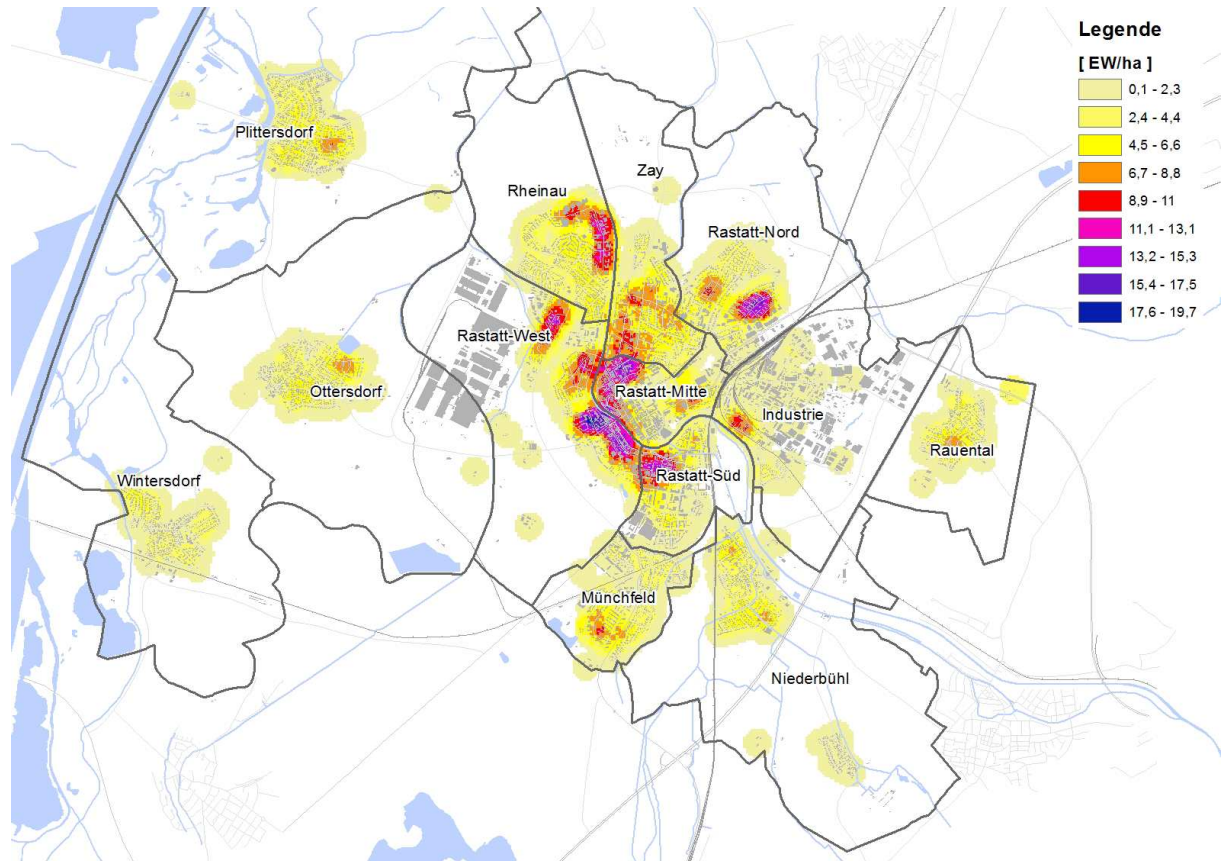 Legende
[ EW/ha ]
0,1 - 2,3
2,4 - 4,4
4,5 - 6,6
6,7 - 8,8
8,9 - 11
11,1 - 13,1
13,2 - 15,3
15,4 - 17,5
17,6 - 19,7
Plittersdorf
Zay
Rheinau
Rastatt-Nord
Rastatt-West
Ottersdorf
Rastatt-Mitte
Industrie
Rauental
Wintersdorf
Rastatt-Süd
Münchfeld
Niederbühl